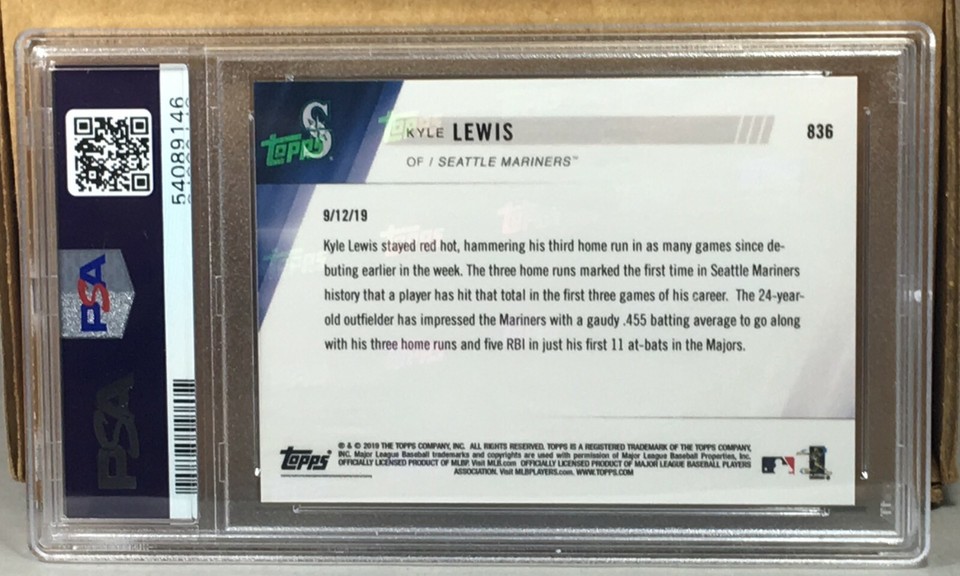 54089146
PSA
PSA
S
Topps
KYLE LEWIS
836
OF / SEATTLE MARINERS™
9/12/19
Kyle Lewis stayed red hot, hammering his third home run in as many games since de-
buting earlier in the week. The three home runs marked the first time in Seattle Mariners
history that a player has hit that total in the first three games of his career. The 24-year-
old outfielder has impressed the Mariners with a gaudy .455 batting average to go along
with his three home runs and five RBI in just his first 11 at-bats in the Majors.
Topps
® & © 2019 THE TOPPS COMPANY, INC. ALL RIGHTS RESERVED. TOPPS IS A REGISTERED TRADEMARK OF THE TOPPS COMPANY,
INC. Major League Baseball trademarks and copyrights are used with permission of Major League Baseball Properties, Inc.
OFFICIALLY LICENSED PRODUCT OF MLBP. Visit MLB.com OFFICIALLY LICENSED PRODUCT OF MAJOR LEAGUE BASEBALL PLAYERS
ASSOCIATION. Visit MLBPLAYERS.com. WWW.TOPPS.COM